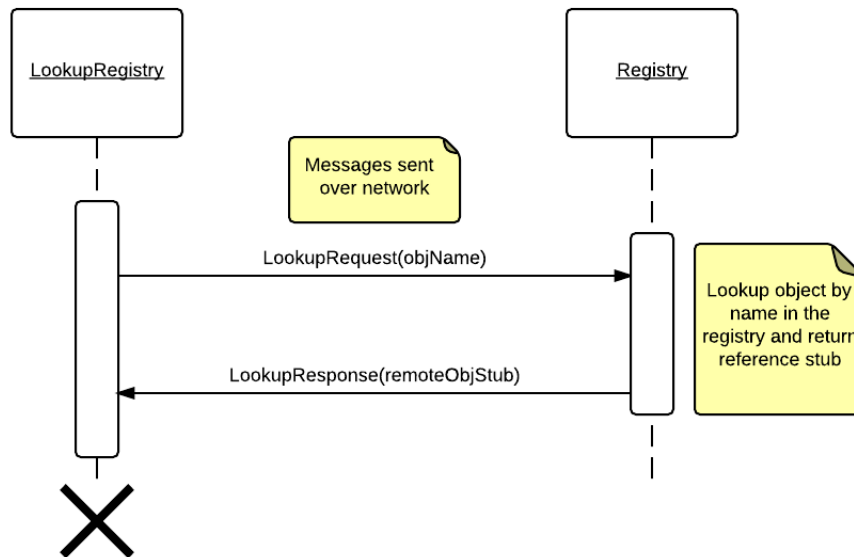 LookupRegistry
Registry
Messages sent
over network
LookupRequest(objName)
Lookup object by
name in the
registry and return
reference stub
LookupResponse(remoteObjStub)